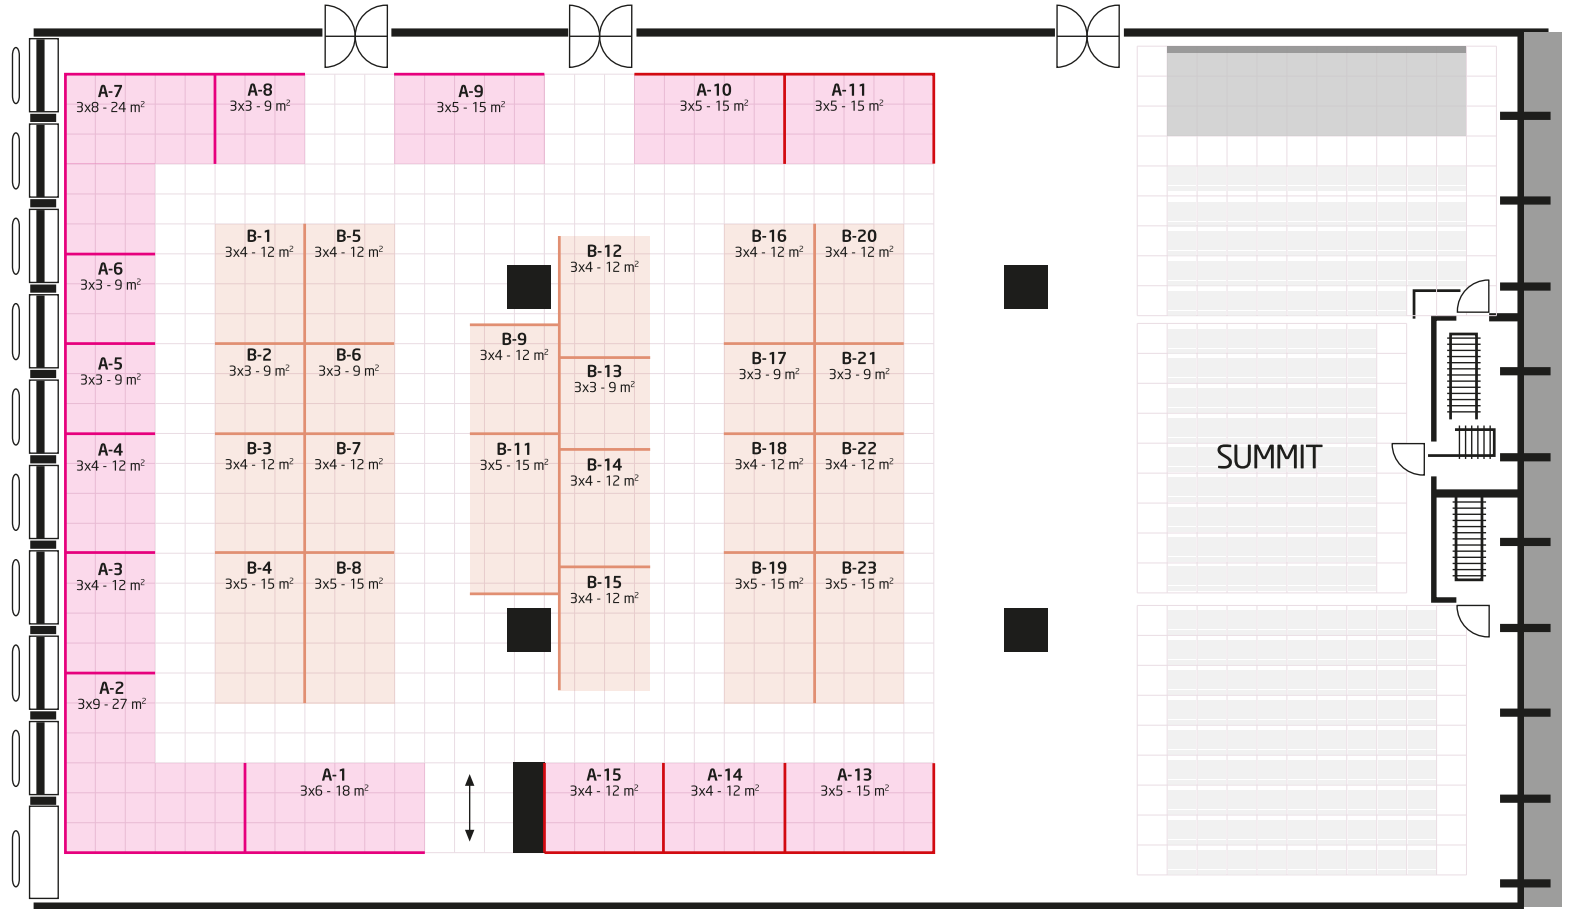 A-7
3x8 - 24 m²
A-8
3x3 - 9 m²
A-9
3x5 - 15 m²
A-10
3x5 - 15 m²
A-11
3x5 - 15 m²
B-1
3x4 - 12 m²
B-5
3x4 - 12 m²
B-12
3x4 - 12 m²
B-16
3x4 - 12 m²
B-20
3x4 - 12 m²
A-6
3x3 - 9 m²
B-9
3x4 - 12 m²
A-5
3x3 - 9 m²
B-2
3x3 - 9 m²
B-6
3x3 - 9 m²
B-13
3x3 - 9 m²
B-17
3x3 - 9 m²
B-21
3x3 - 9 m²
A-4
3x4 - 12 m²
B-3
3x4 - 12 m²
B-7
3x4 - 12 m²
B-11
3x5 - 15 m²
B-14
3x4 - 12 m²
B-18
3x4 - 12 m²
B-22
3x4 - 12 m²
SUMMIT
A-3
3x4 - 12 m²
B-4
3x5 - 15 m²
B-8
3x5 - 15 m²
B-15
3x4 - 12 m²
B-19
3x5 - 15 m²
B-23
3x5 - 15 m²
A-2
3x9 - 27 m²
A-1
3x6 - 18 m²
A-15
3x4 - 12 m²
A-14
3x4 - 12 m²
A-13
3x5 - 15 m²